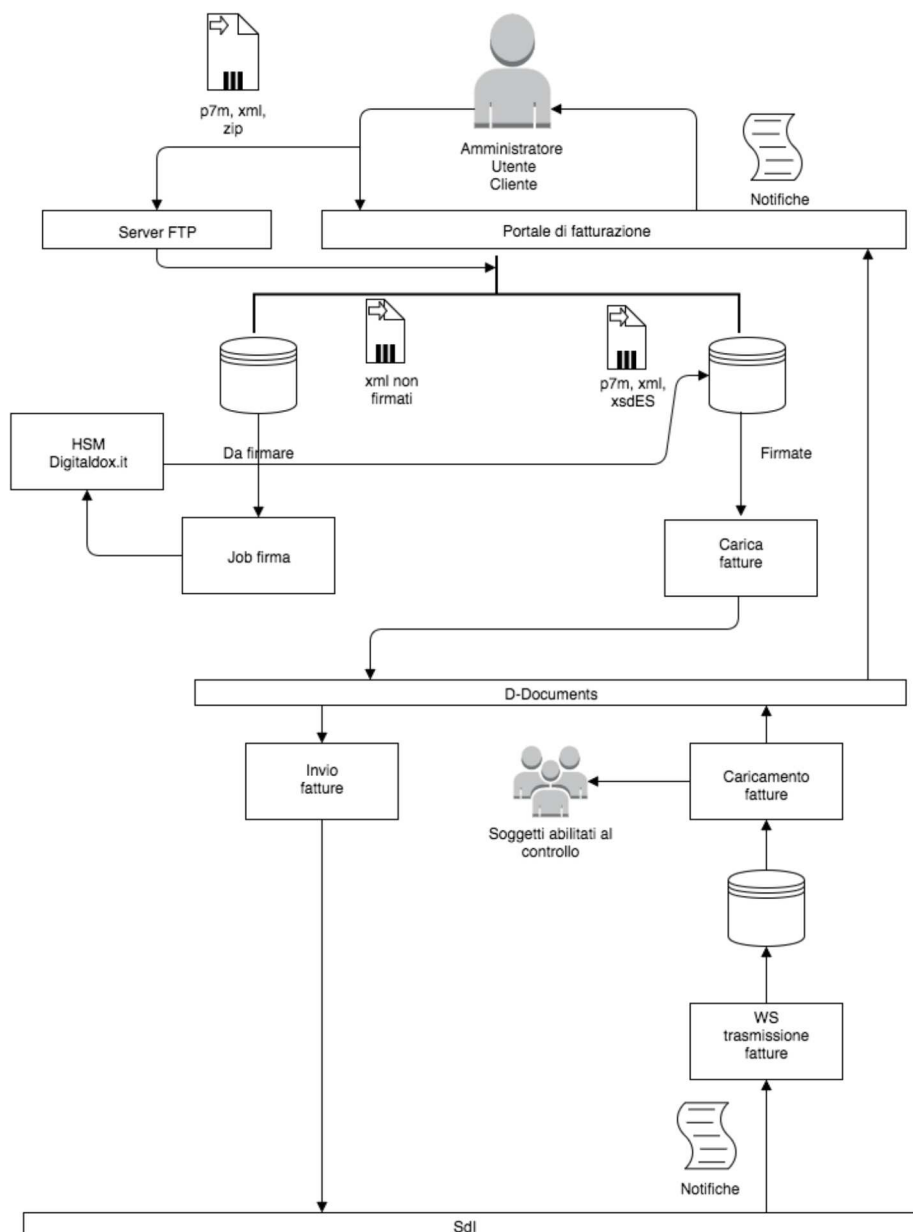 p7m, xml,
zip
Amministratore
Utente
Cliente
Notifiche
Server FTP
Portale di fatturazione
xml non
firmati
p7m, xml,
xsdES
HSM
Digitaldox.it
Da firmare
Firmate
Job firma
Carica
fatture
D-Documents
Invio
fatture
Soggetti abilitati al
controllo
Caricamento
fatture
WS
trasmissione
fatture
Notifiche
SdI